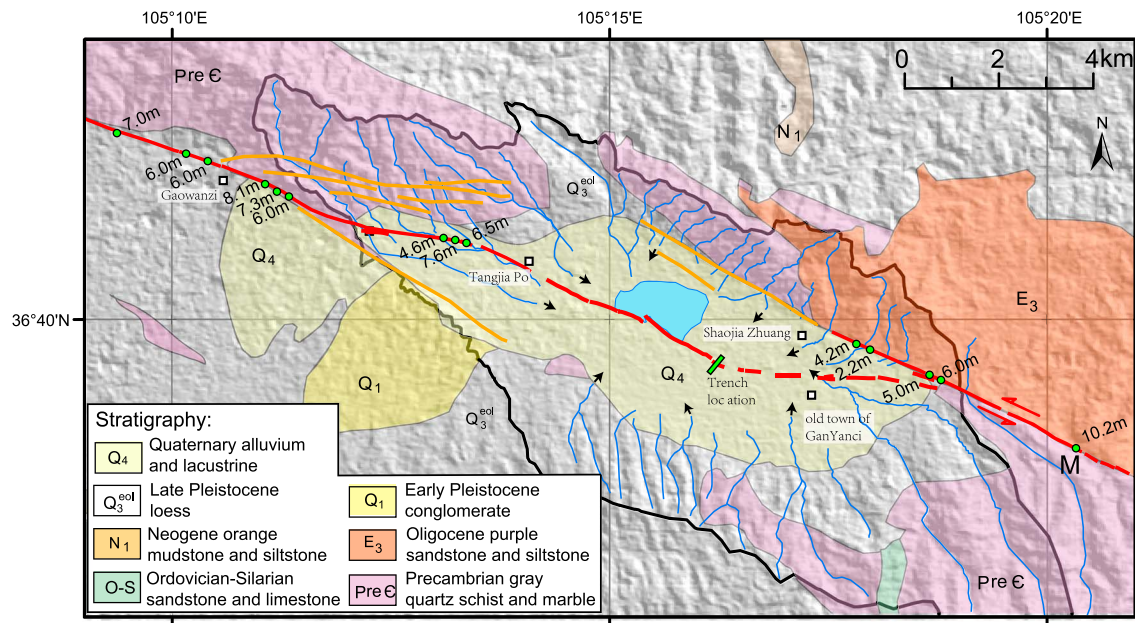 105°10'E
105°15'E
105°20'E
0 2 4km
Pre Є
7.0m
N1
N
6.0m
6.0m
Gaowanzi
8.1m
7.3m
6.0m
Q3eol
4.6m
7.6m
6.5m
Q4
Tangjia Po
E3
36°40'N
Shaojia Zhuang
4.2m
2.2m
5.0m
6.0m
Q4
Trench
loc ation
Q1
Q3eol
old town of
GanYanci
10.2m
M
Pre Є
Stratigraphy:
Q4 Quaternary alluvium
and lacustrine
Q3eol Late Pleistocene
loess
N1 Neogene orange
mudstone and siltstone
O-S Ordovician-Silarian
sandstone and limestone
Q1 Early Pleistocene
conglomerate
E3 Oligocene purple
sandstone and siltstone
Pre Є Precambrian gray
quartz schist and marble